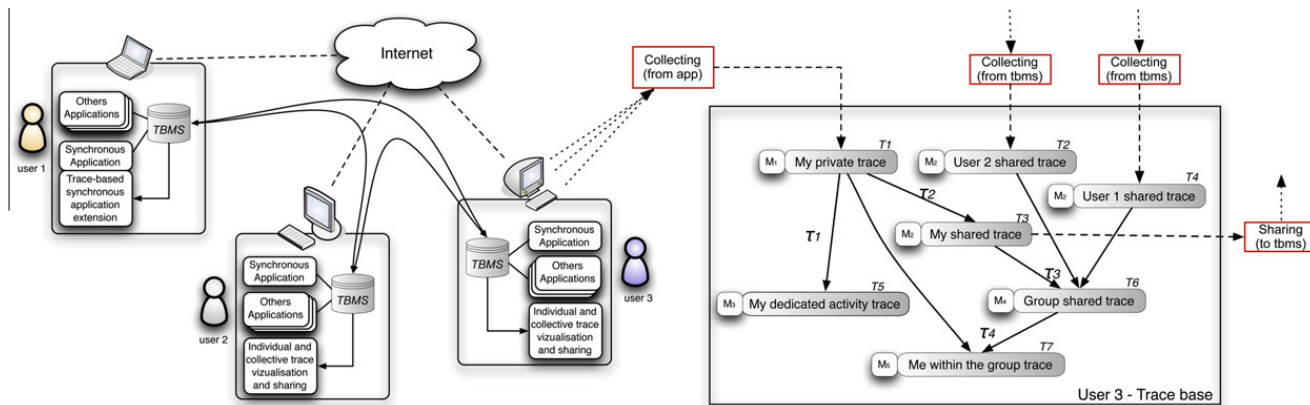 Internet
user 1
Others
Applications
TBMS
Synchronous
Application
Trace-based
synchronous
application
extension
user 2
Synchronous
Application
Others
Applications
TBMS
Individual and
collective trace
vizualisation
and sharing
TBMS
Synchronous
Application
Others
Applications
user 3
Individual and
collective trace
vizualisation
and sharing
Collecting
(from app)
Collecting
(from tbms)
Collecting
(from tbms)
T1
M1 My private trace
T2
M2 User 2 shared trace
T4
M2 User 1 shared trace
τ2
T3
M2 My shared trace
Sharing
(to tbms)
τ1
τ3
T5
M3 My dedicated activity trace
T6
M4 Group shared trace
τ4
T7
M5 Me within the group trace
User 3 - Trace base